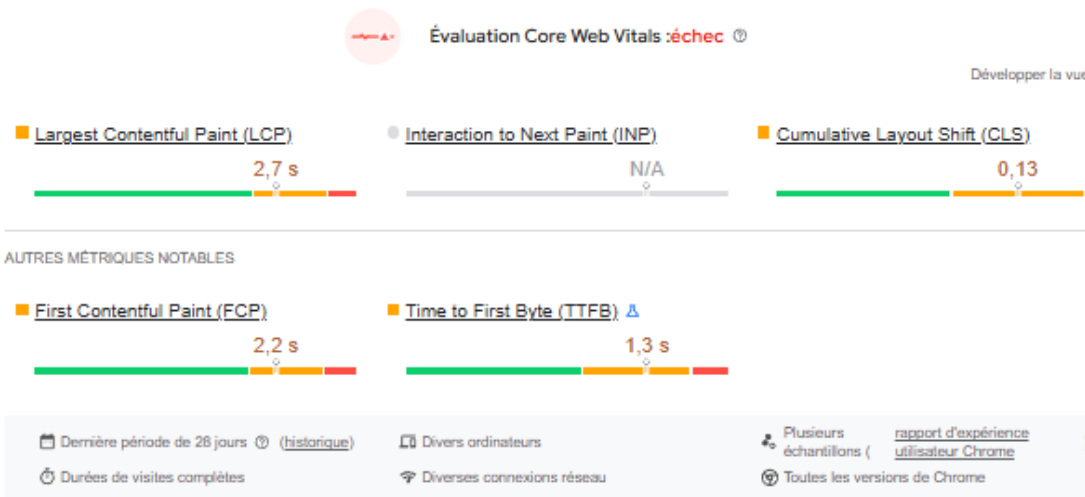 Évaluation Core Web Vitals :échec
Développer la vue
Largest Contentful Paint (LCP)
2,7 s
Interaction to Next Paint (INP)
N/A
Cumulative Layout Shift (CLS)
0,13
AUTRES MÉTRIQUES NOTABLES
First Contentful Paint (FCP)
2,2 s
Time to First Byte (TTFB)
1,3 s
Dernière période de 28 jours (historique)
Divers ordinateurs
Plusieurs échantillons (
rapport d'expérience utilisateur Chrome
Durées de visites complètes
Diverses connexions réseau
Toutes les versions de Chrome